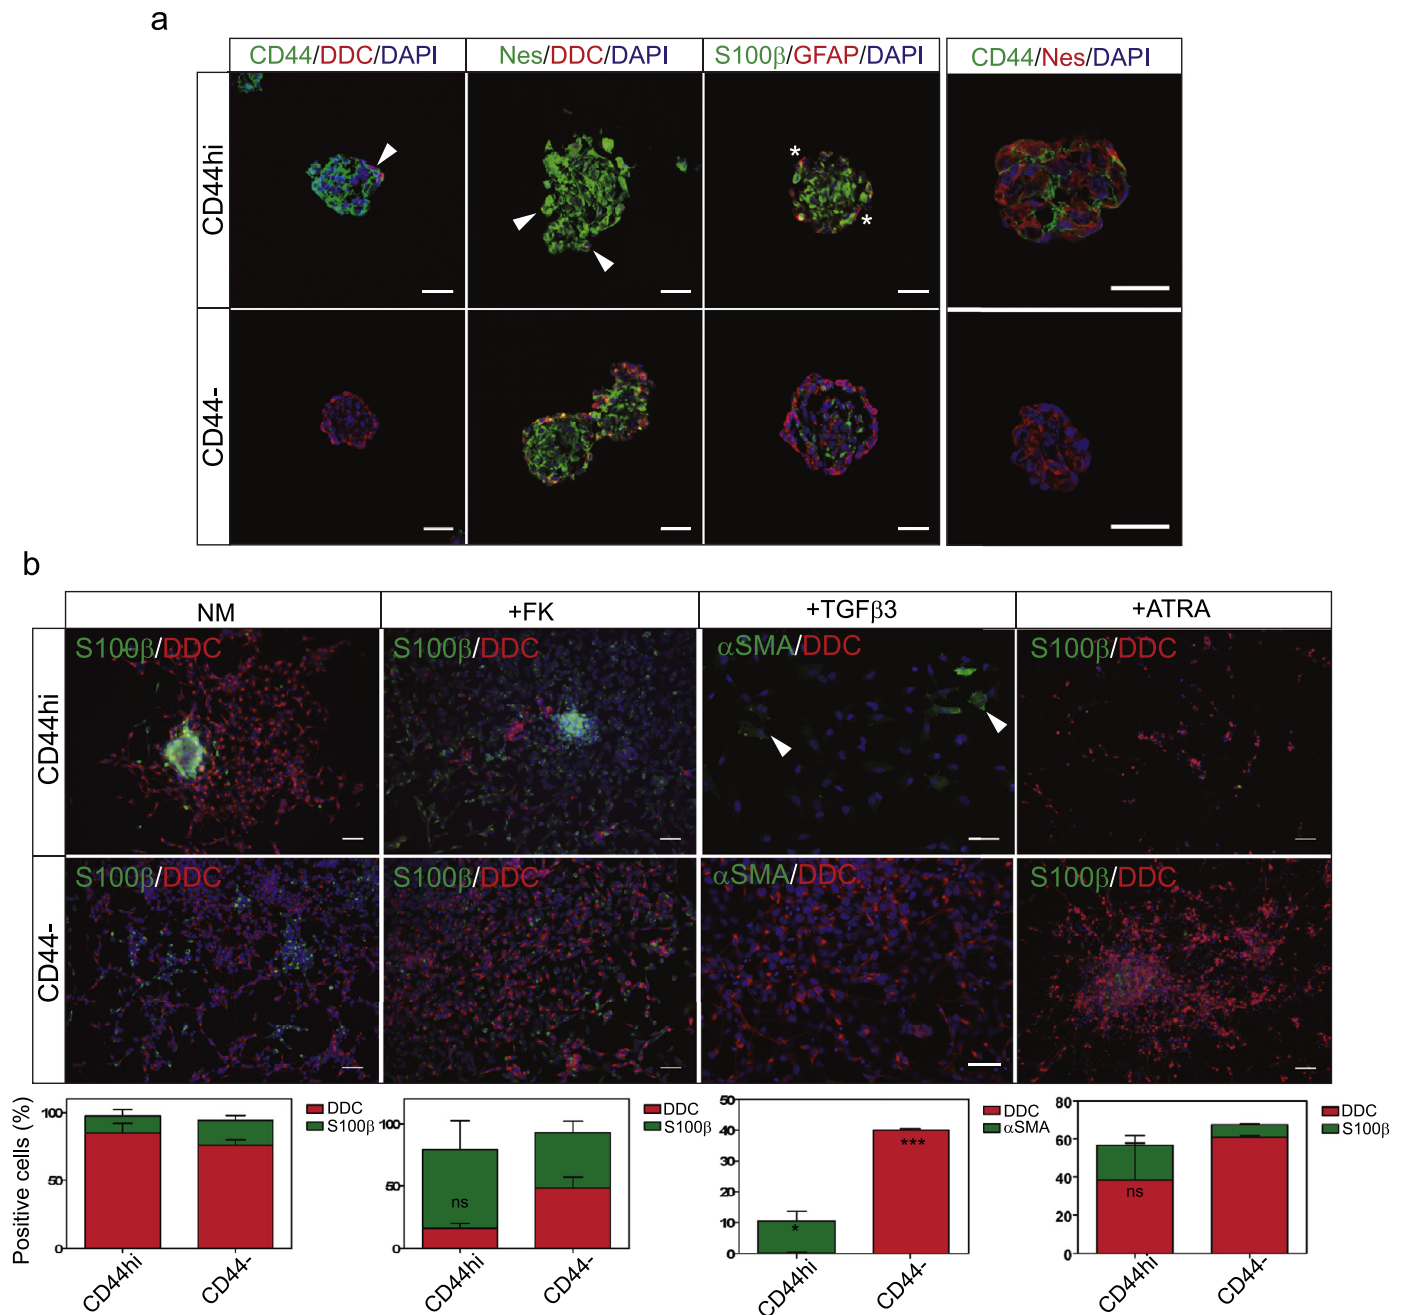 a
CD44/DDC/DAPI
Nes/DDC/DAPI
S100β/GFAP/DAPI
CD44/Nes/DAPI
CD44hi
*
*
CD44-
b
NM
+FK
+TGFβ3
+ATRA
CD44hi
S100β/DDC
S100β/DDC
αSMA/DDC
S100β/DDC
CD44-
S100β/DDC
S100β/DDC
αSMA/DDC
S100β/DDC
Positive cells (%)
100
50
0
DDC
S100β
CD44hi
CD44-
100
50
0
ns
DDC
S100β
CD44hi
CD44-
50
40
30
20
10
0
*
***
DDC
αSMA
CD44hi
CD44-
80
60
40
20
0
ns
DDC
S100β
CD44hi
CD44-